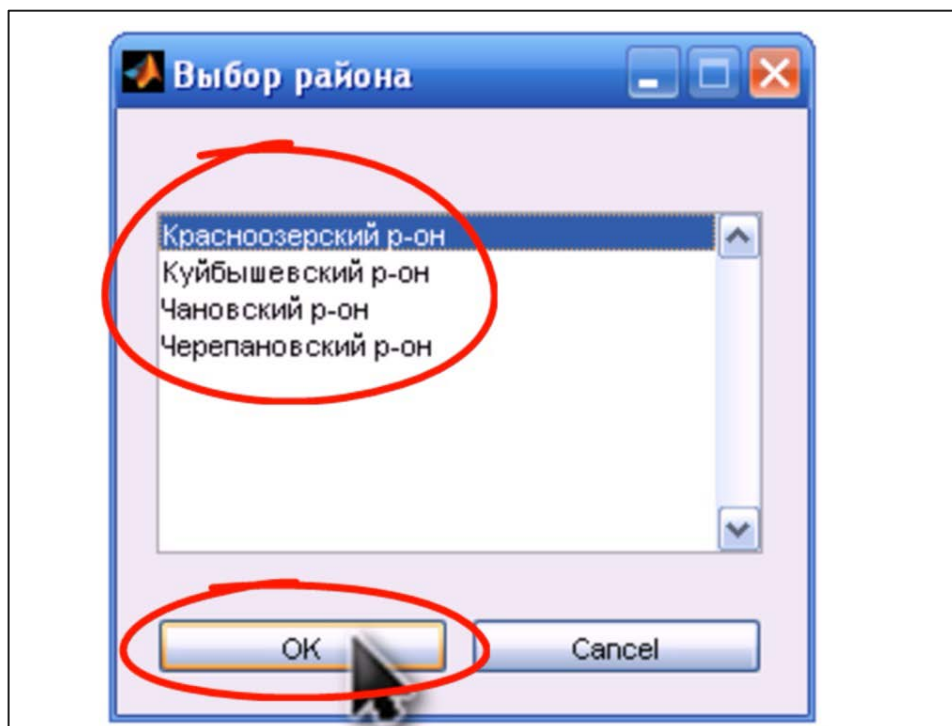 Выбор района
Красноозерский р-он
Куйбышевский р-он
Чановский р-он
Черепановский р-он
OK
Cancel